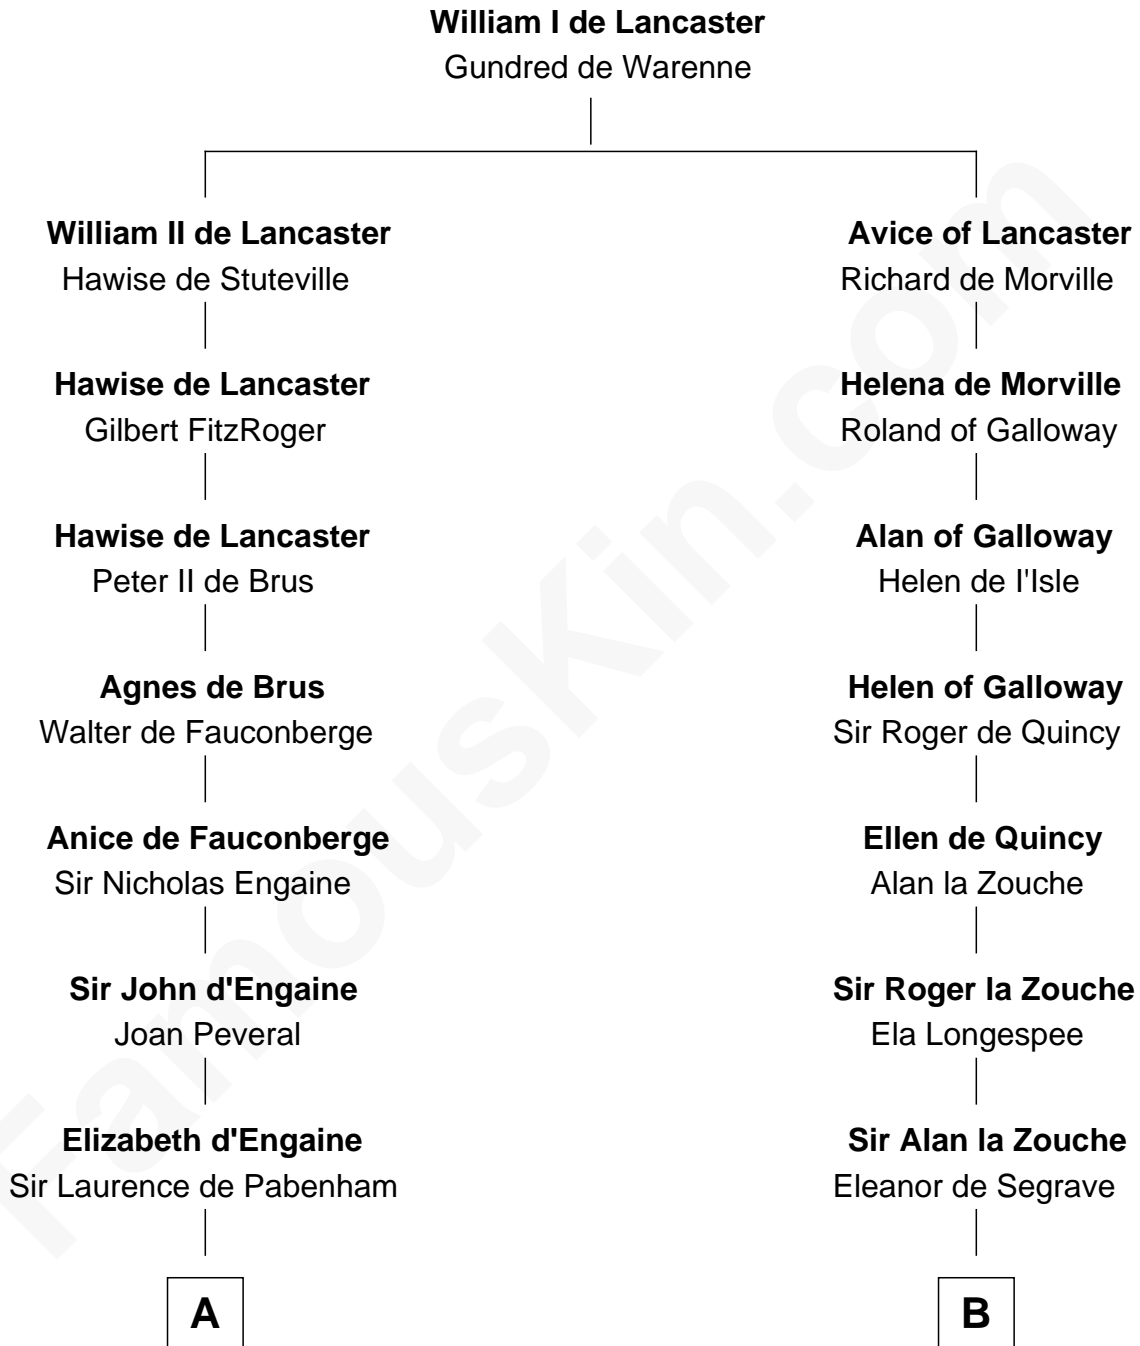 William I de Lancaster
Gundred de Warenne
William II de Lancaster
Hawise de Stuteville
Hawise de Lancaster
Gilbert FitzRoger
Hawise de Lancaster
Peter II de Brus
Agnes de Brus
Walter de Fauconberge
Anice de Fauconberge
Sir Nicholas Engaine
Sir John d'Engaine
Joan Peveral
Elizabeth d'Engaine
Sir Laurence de Pabenham
A
Avice of Lancaster
Richard de Morville
Helena de Morville
Roland of Galloway
Alan of Galloway
Helen de l'Isle
Helen of Galloway
Sir Roger de Quincy
Ellen de Quincy
Alan la Zouche
Sir Roger la Zouche
Ela Longespee
Sir Alan la Zouche
Eleanor de Segrave
B
FamousKin.com